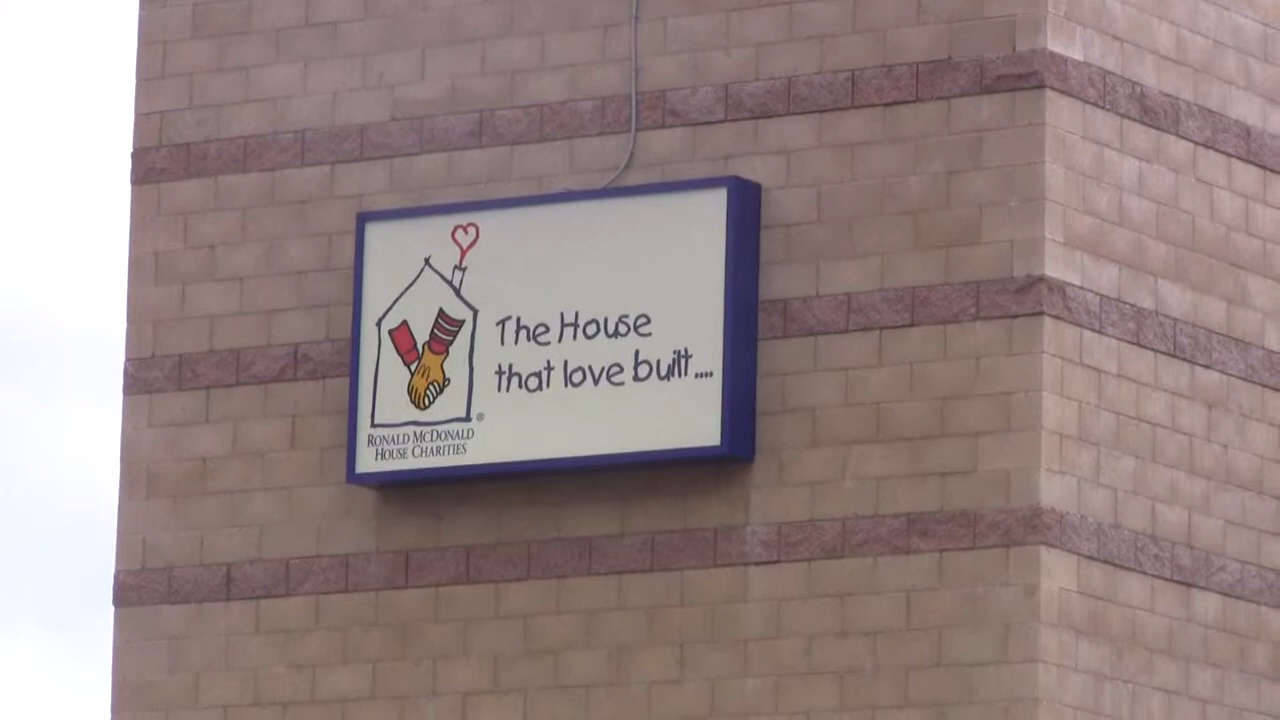 The House
that love built....
®
RONALD MCDONALD
HOUSE CHARITIES